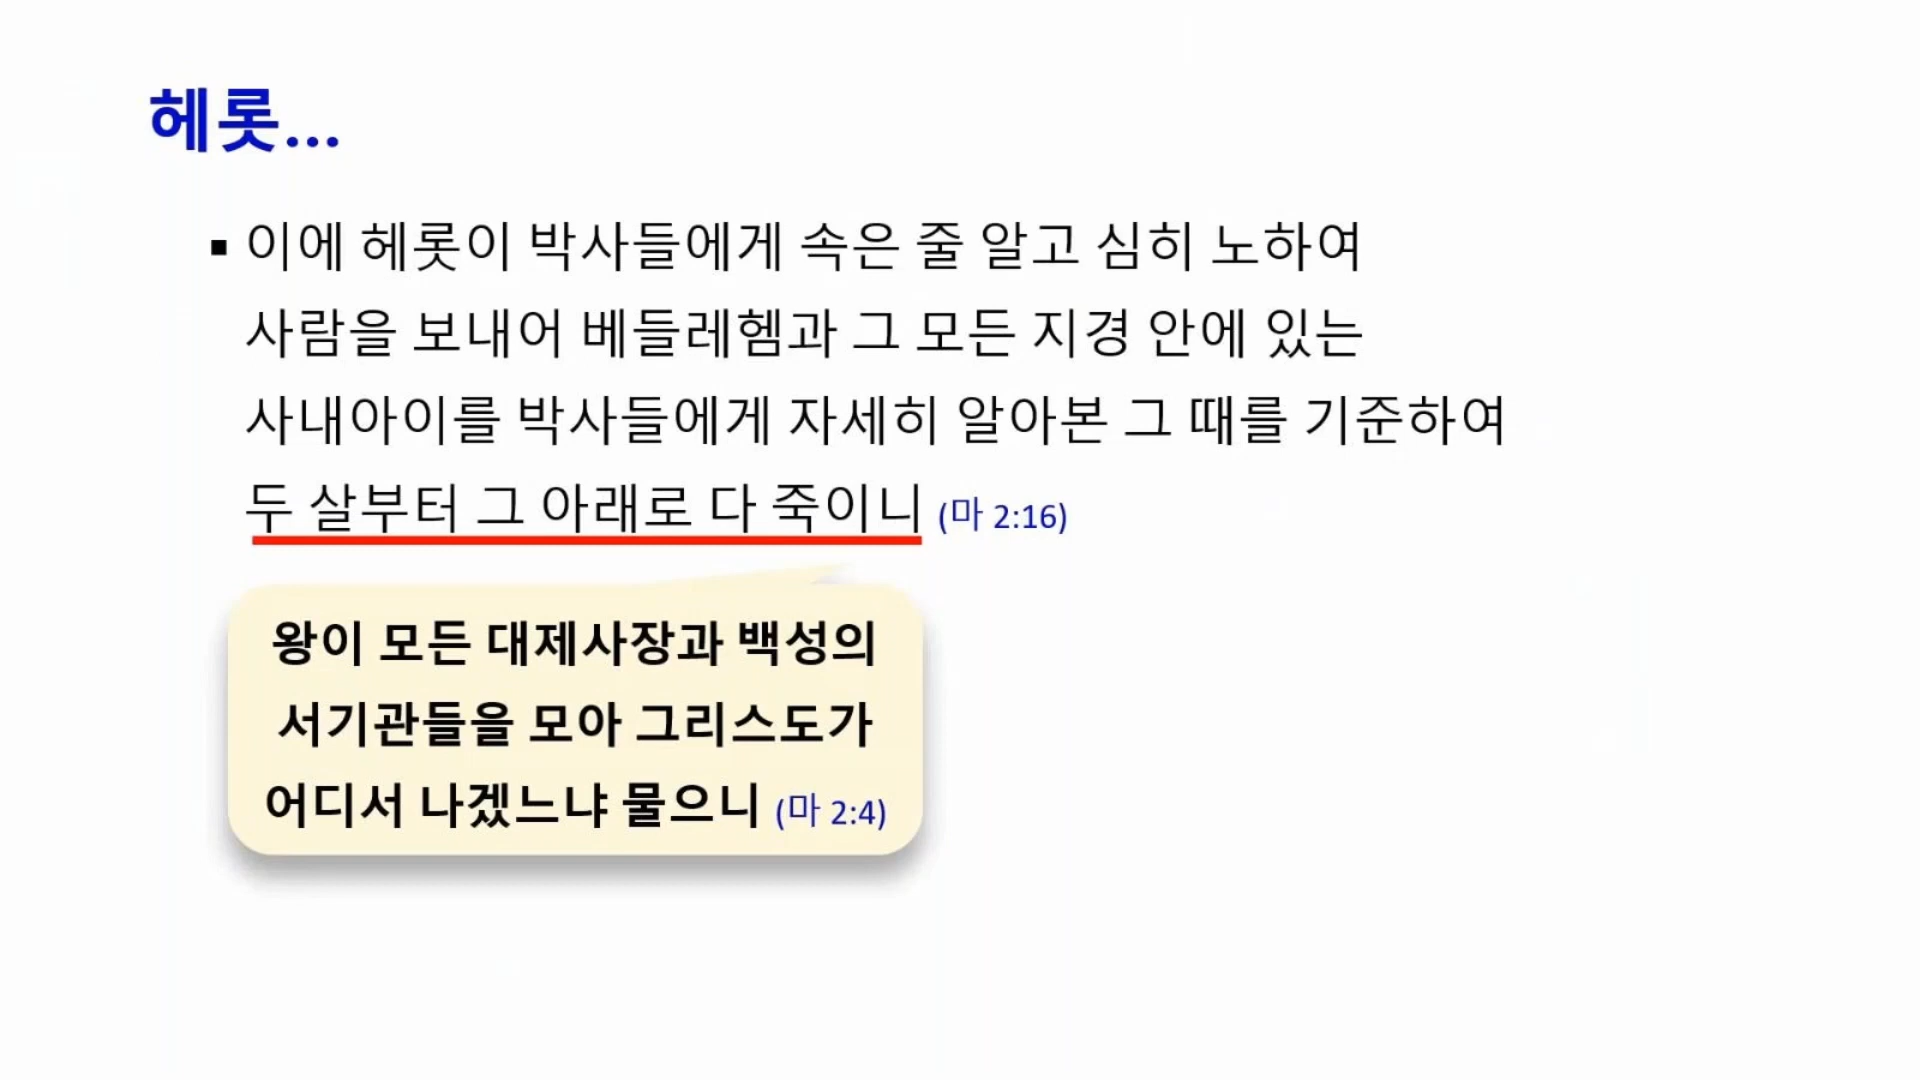 헤롯...
▪ 이에 헤롯이 박사들에게 속은 줄 알고 심히 노하여
사람을 보내어 베들레헴과 그 모든 지경 안에 있는
사내아이를 박사들에게 자세히 알아본 그 때를 기준하여
두 살부터 그 아래로 다 죽이니 (마 2:16)
왕이 모든 대제사장과 백성의
서기관들을 모아 그리스도가
어디서 나겠느냐 물으니 (마 2:4)